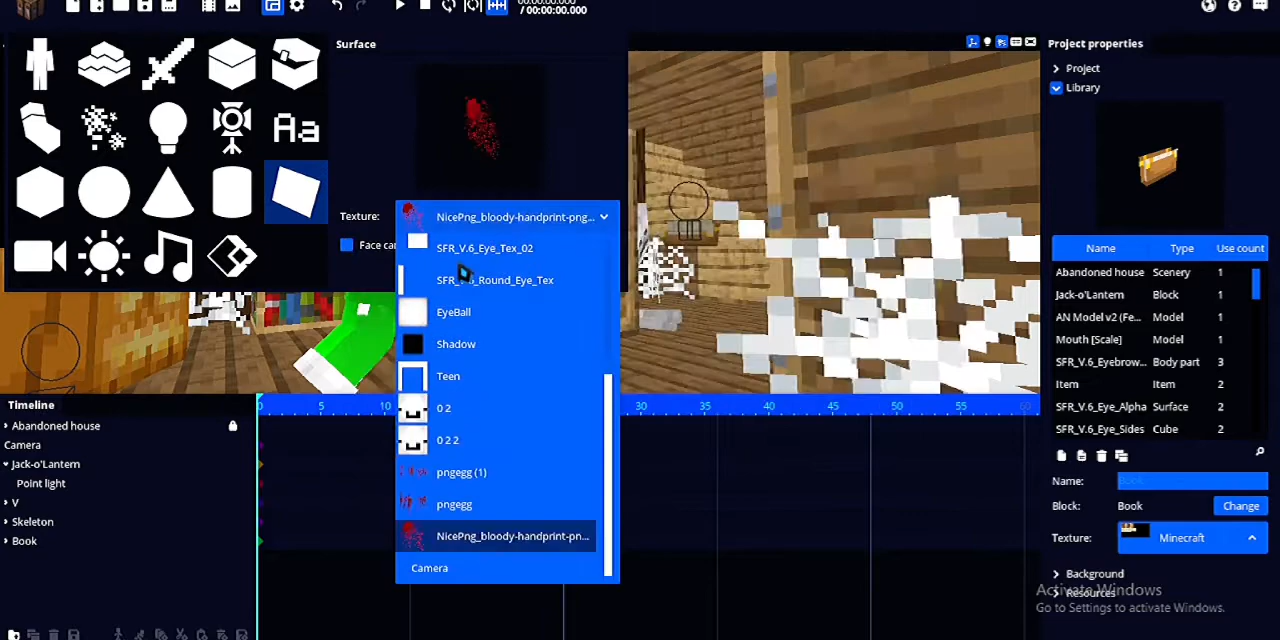 00:00:00.000
/ 00:00:00.000
Surface
Project properties
Project
Library
Aa
Texture:
NicePng_bloody-handprint-png...
Face
SFR_V.6_Eye_Tex_02
SFR_V.6_Round_Eye_Tex
EyeBall
Shadow
Teen
0 2
0 2 2
pngegg (1)
pngegg
NicePng_bloody-handprint-pn...
Camera
Name Type Use count
Abandoned house Scenery 1
Jack-o'Lantern Block 1
AN Model v2 (Fe... Model 1
Mouth [Scale] Model 1
SFR_V.6_Eyebrow... Body part 3
Item Item 2
SFR_V.6_Eye_Alpha Surface 2
SFR_V.6_Eye_Sides Cube 2
Name: Book
Block: Book Change
Texture: Minecraft
Background
Resources
Activate Windows
Go to Settings to activate Windows.
Timeline
0 5 10 30 35 40 45 50 55 60
Abandoned house
Camera
Jack-o'Lantern
Point light
V
Skeleton
Book